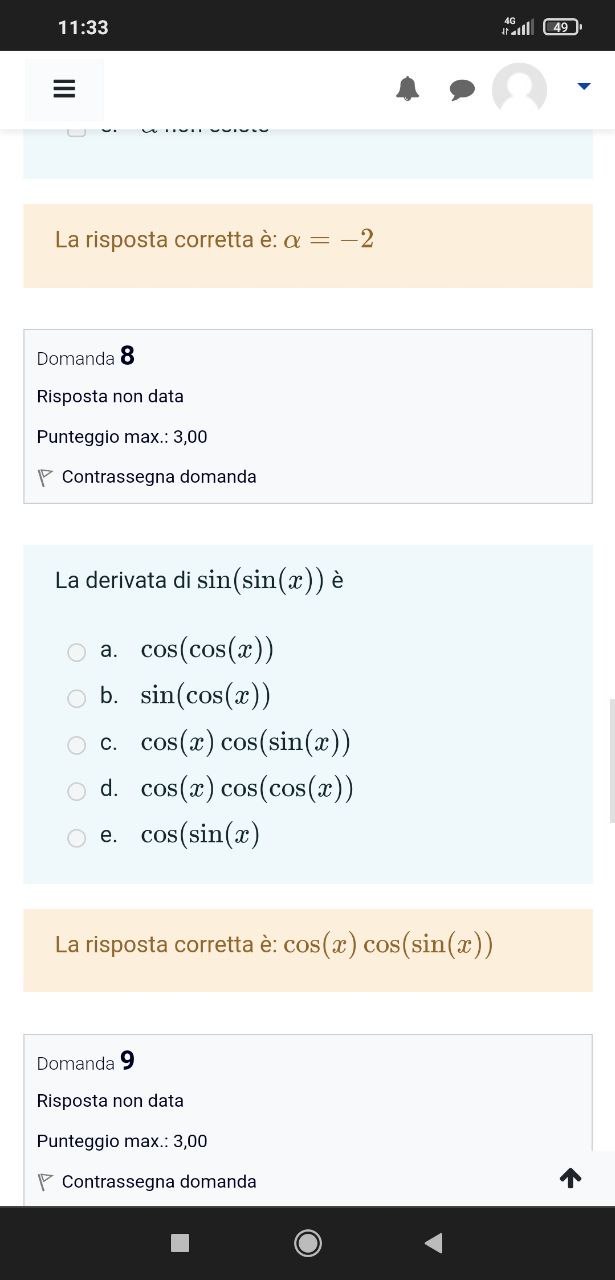 11:33
4G
49
La risposta corretta è: α = −2
Domanda 8
Risposta non data
Punteggio max.: 3,00
Contrassegna domanda
La derivata di sin(sin(x)) è
a. cos(cos(x))
b. sin(cos(x))
c. cos(x) cos(sin(x))
d. cos(x) cos(cos(x))
e. cos(sin(x)
La risposta corretta è: cos(x) cos(sin(x))
Domanda 9
Risposta non data
Punteggio max.: 3,00
Contrassegna domanda